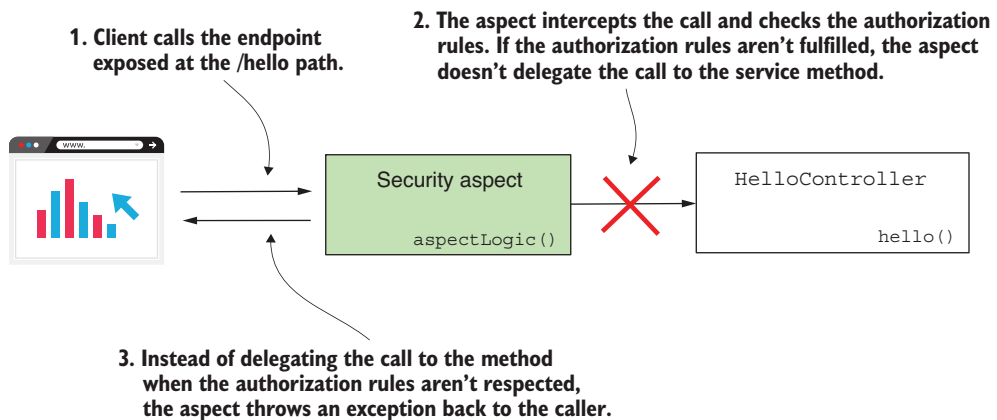 1. Client calls the endpoint
exposed at the /hello path.
2. The aspect intercepts the call and checks the authorization
rules. If the authorization rules aren't fulfilled, the aspect
doesn't delegate the call to the service method.
www.
Security aspect
aspectLogic()
HelloController
hello()
3. Instead of delegating the call to the method
when the authorization rules aren't respected,
the aspect throws an exception back to the caller.